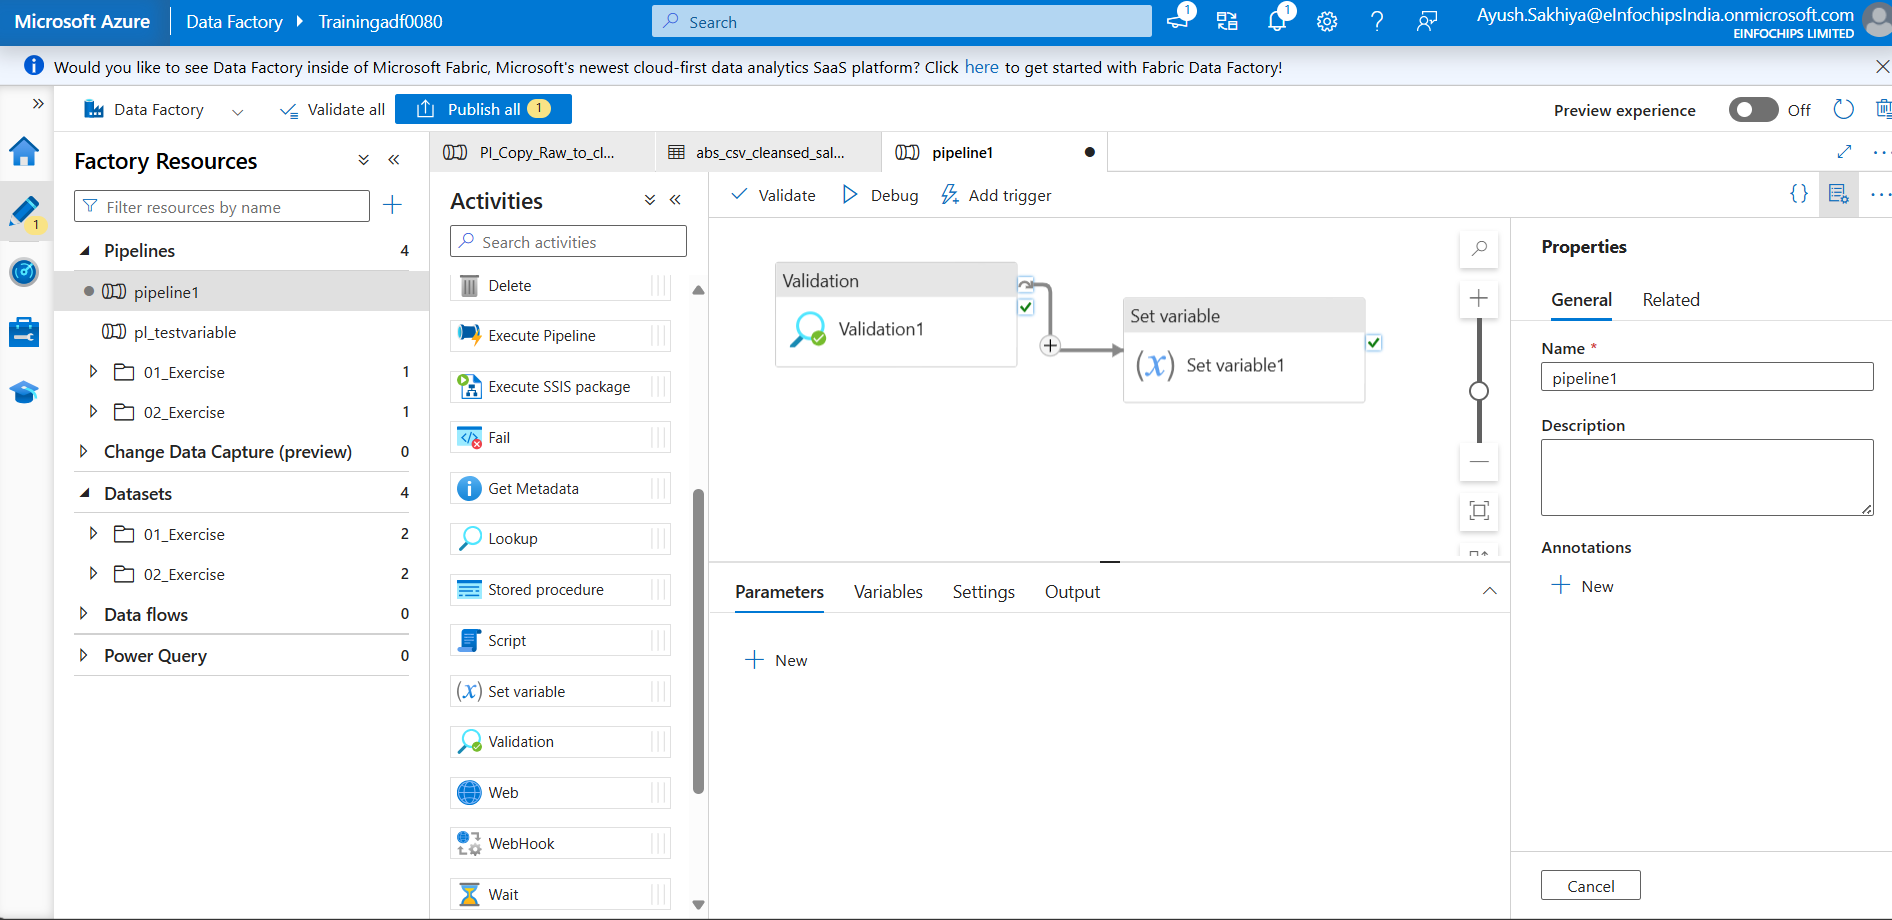 Microsoft Azure
Data Factory
Trainingadf0080
Search
1
1
Ayush.Sakhiya@eInfochipsIndia.onmicrosoft.com
EINFOCHIPS LIMITED
Would you like to see Data Factory inside of Microsoft Fabric, Microsoft's newest cloud-first data analytics SaaS platform? Click here to get started with Fabric Data Factory!
Data Factory
Validate all
Publish all 1
Preview experience
Off
1
Factory Resources
Filter resources by name
Pipelines 4
pipeline1
pl_testvariable
01_Exercise 1
02_Exercise 1
Change Data Capture (preview) 0
Datasets 4
01_Exercise 2
02_Exercise 2
Data flows 0
Power Query 0
Pl_Copy_Raw_to_cl...
abs_csv_cleansed_sal...
pipeline1
Activities
Search activities
Delete
Execute Pipeline
Execute SSIS package
Fail
Get Metadata
Lookup
Stored procedure
Script
(x) Set variable
Validation
Web
WebHook
Wait
Validate
Debug
Add trigger
{}
Validation
Validation1
Set variable
(x) Set variable1
Parameters
Variables
Settings
Output
New
Properties
General
Related
Name *
pipeline1
Description
Annotations
New
Cancel